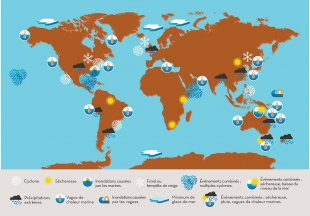 Cyclone
Sécheresse
Inondations causées
par les marées
Froid ou
tempête de neige
Événements combinés :
multiples cyclones
Événements combinés :
sécheresse, baisse du
niveau de la mer
Précipitations
extrêmes
Vague de
chaleur marine
Inondations causées
par les vagues
Minimum de
glace de mer
Événements combinés : sécheresse,
pluie, vagues de chaleur marines